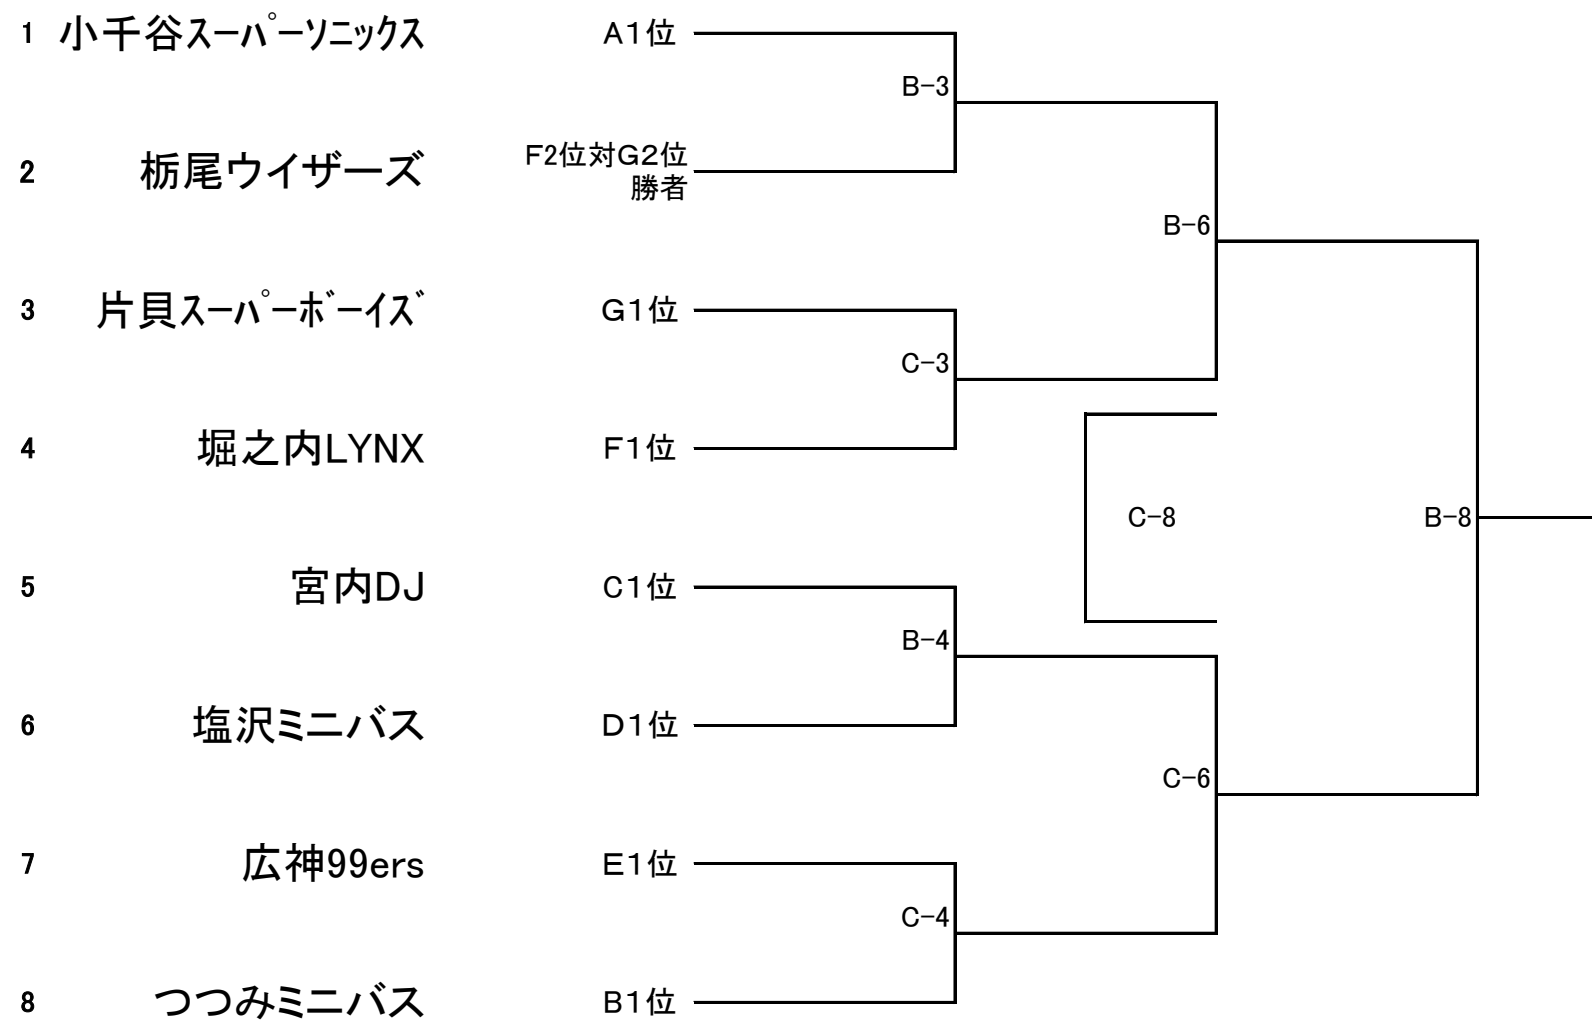 1 小千谷ｽｰﾊﾟｰｿﾆｯｸｽ A1位
B-3
2 栃尾ウイザーズ F2位対G2位
勝者
B-6
3 片貝ｽｰﾊﾟｰﾎﾞｰｲｽﾞ G1位
C-3
4 堀之内LYNX F1位
C-8 B-8
5 宮内DJ C1位
B-4
6 塩沢ミニバス D1位
C-6
7 広神99ers E1位
C-4
8 つつみミニバス B1位